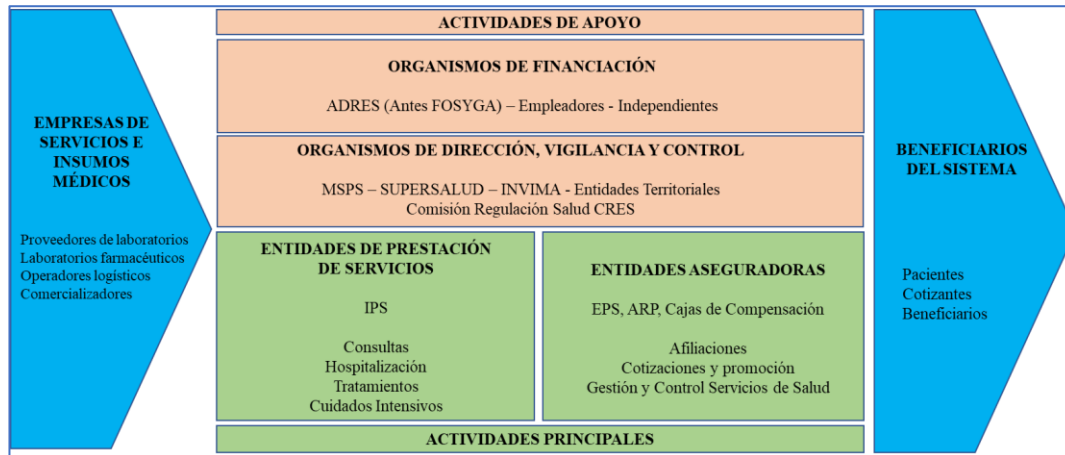 EMPRESAS DE
SERVICIOS E
INSUMOS
MÉDICOS
Proveedores de laboratorios
Laboratorios farmacéuticos
Operadores logísticos
Comercializadores
ACTIVIDADES DE APOYO
ORGANISMOS DE FINANCIACIÓN
ADRES (Antes FOSYGA) – Empleadores - Independientes
ORGANISMOS DE DIRECCIÓN, VIGILANCIA Y CONTROL
MSPS – SUPERSALUD – INVIMA - Entidades Territoriales
Comisión Regulación Salud CRES
ENTIDADES DE PRESTACIÓN
DE SERVICIOS
IPS
Consultas
Hospitalización
Tratamientos
Cuidados Intensivos
ENTIDADES ASEGURADORAS
EPS, ARP, Cajas de Compensación
Afiliaciones
Cotizaciones y promoción
Gestión y Control Servicios de Salud
ACTIVIDADES PRINCIPALES
BENEFICIARIOS
DEL SISTEMA
Pacientes
Cotizantes
Beneficiarios